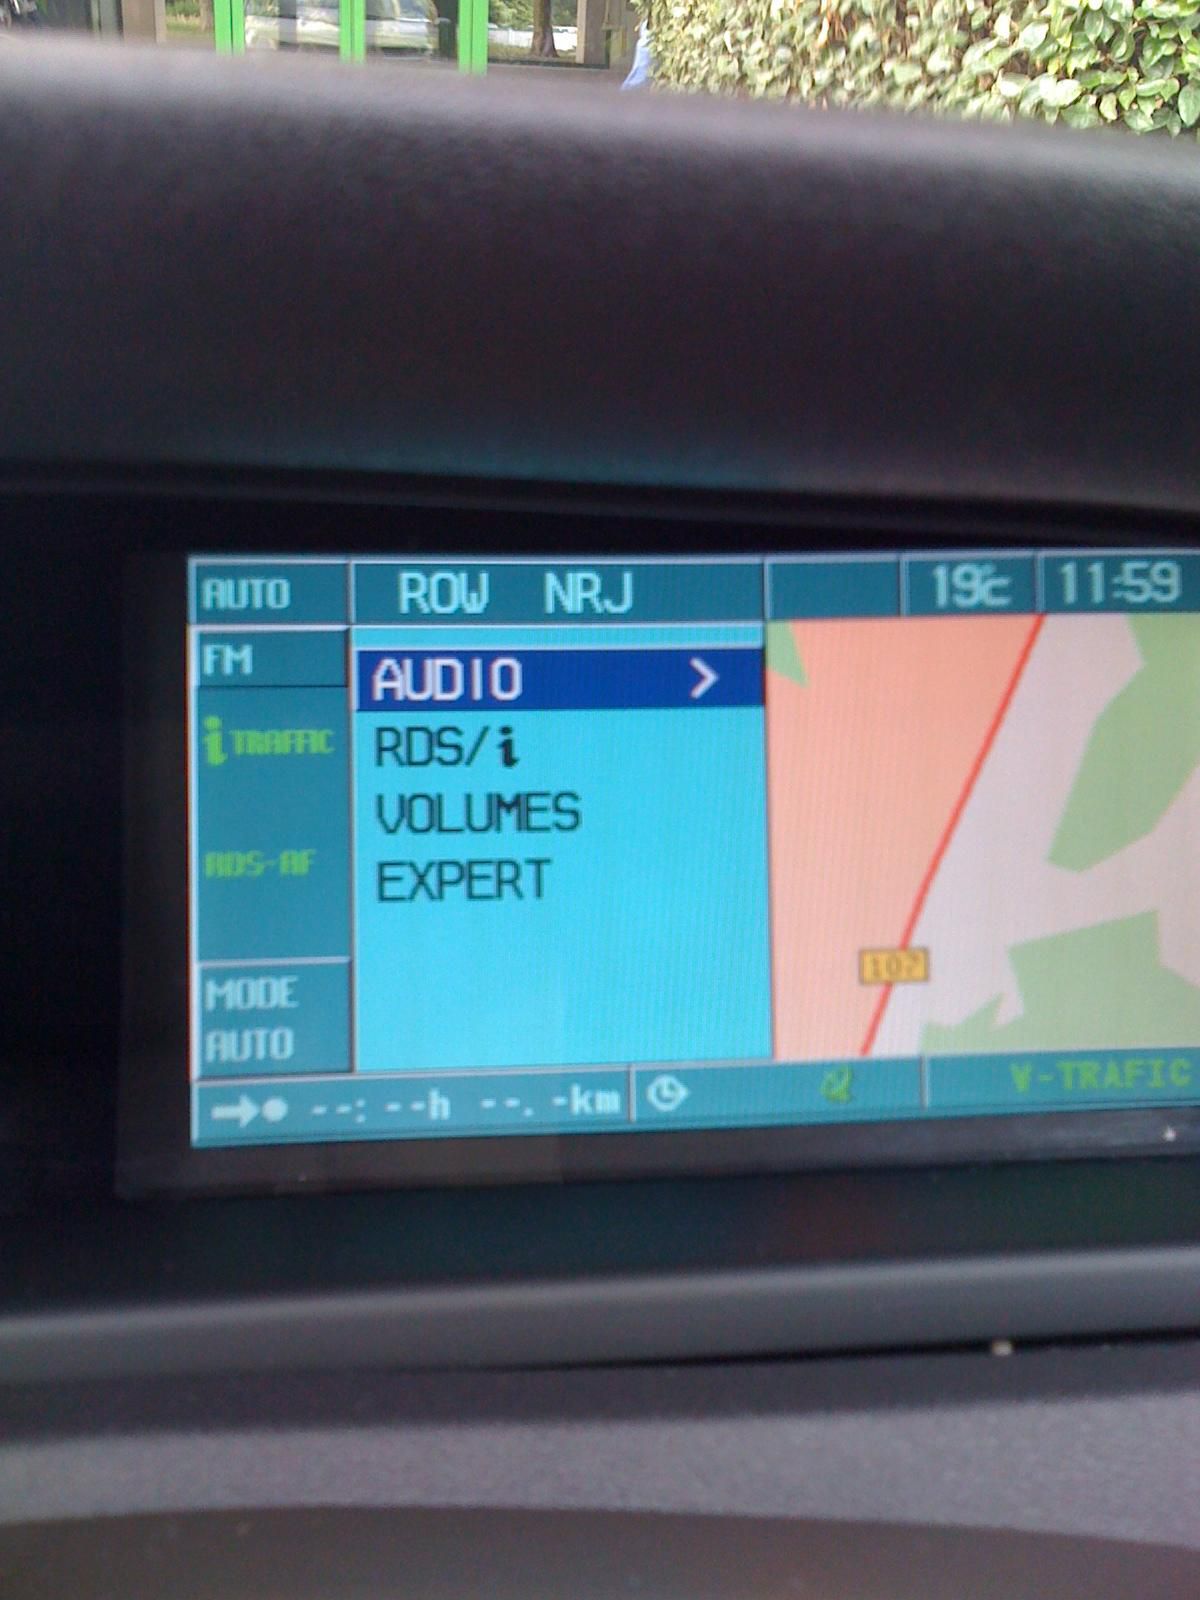 AUTO ROW NRJ 19°c 11:59
FM
AUDIO >
i TRAFFIC
RDS/i
VOLUMES
RDS-AF
EXPERT
107
MODE
AUTO
--: --h --. -km
V-TRAFIC